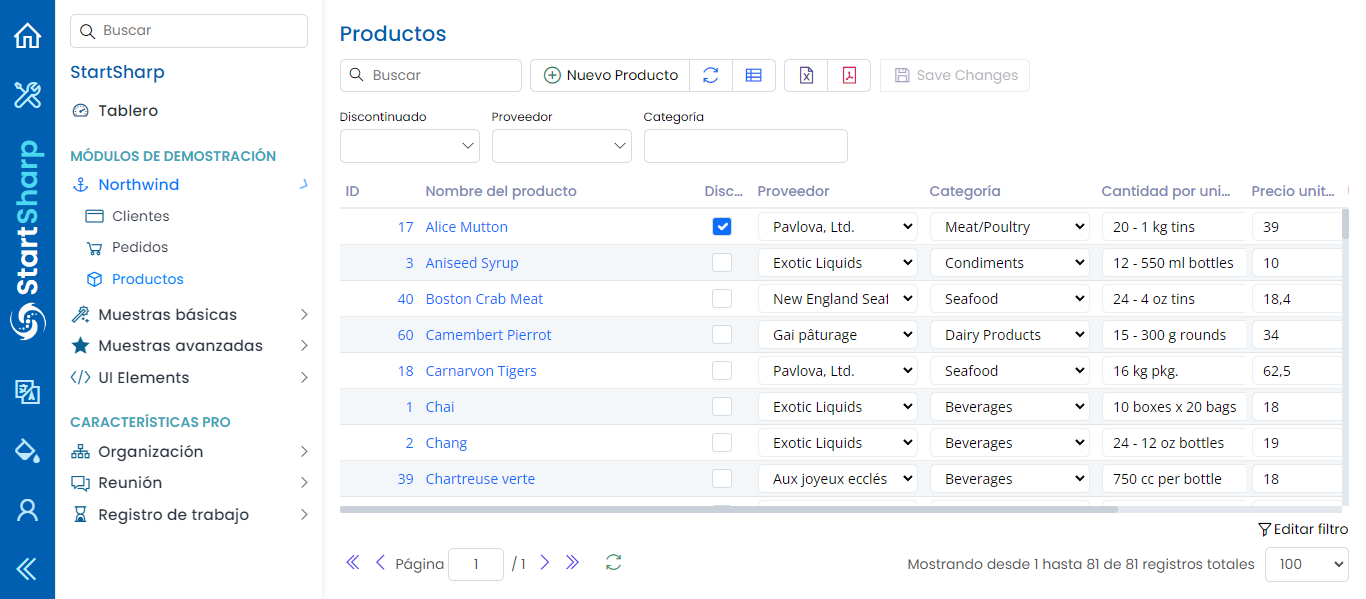 StartSharp
Buscar
StartSharp
Tablero
MÓDULOS DE DEMOSTRACIÓN
Northwind
Clientes
Pedidos
Productos
Muestras básicas
Muestras avanzadas
UI Elements
CARACTERÍSTICAS PRO
Organización
Reunión
Registro de trabajo
Productos
Buscar Nuevo Producto Save Changes
Discontinuado Proveedor Categoría
ID Nombre del producto Disc... Proveedor Categoría Cantidad por uni... Precio unit...
17 Alice Mutton Pavlova, Ltd. Meat/Poultry 20 - 1 kg tins 39
3 Aniseed Syrup Exotic Liquids Condiments 12 - 550 ml bottles 10
40 Boston Crab Meat New England Seaf Seafood 24 - 4 oz tins 18,4
60 Camembert Pierrot Gai pâturage Dairy Products 15 - 300 g rounds 34
18 Carnarvon Tigers Pavlova, Ltd. Seafood 16 kg pkg. 62,5
1 Chai Exotic Liquids Beverages 10 boxes x 20 bags 18
2 Chang Exotic Liquids Beverages 24 - 12 oz bottles 19
39 Chartreuse verte Aux joyeux ecclés Beverages 750 cc per bottle 18
Editar filtro
Página 1 / 1 Mostrando desde 1 hasta 81 de 81 registros totales 100